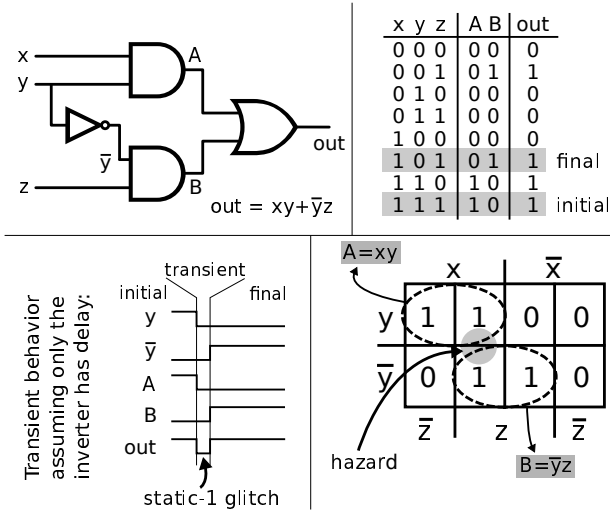 x
y
z
A
y̅
B
out
out = xy+y̅z
x y z A B out
0 0 0 0 0 0
0 0 1 0 1 1
0 1 0 0 0 0
0 1 1 0 0 0
1 0 0 0 0 0
1 0 1 0 1 1 final
1 1 0 1 0 1
1 1 1 1 0 1 initial
Transient behavior
assuming only the
inverter has delay:
transient
initial final
y
y̅
A
B
out
static-1 glitch
A=xy
x x̅
y 1 1 0 0
y̅ 0 1 1 0
z̅ z z̅
hazard
B=y̅z